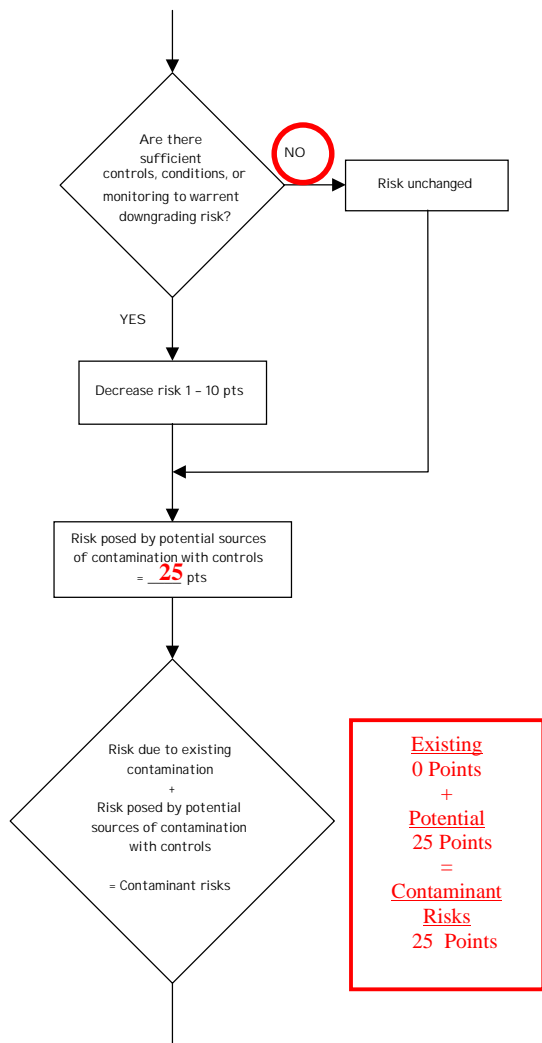 Are there
sufficient
controls, conditions, or
monitoring to warrent
downgrading risk?
NO
Risk unchanged
YES
Decrease risk 1 – 10 pts
Risk posed by potential sources
of contamination with controls
= 25 pts
Risk due to existing
contamination
+
Risk posed by potential
sources of contamination
with controls
= Contaminant risks
Existing
0 Points
+
Potential
25 Points
=
Contaminant
Risks
25 Points